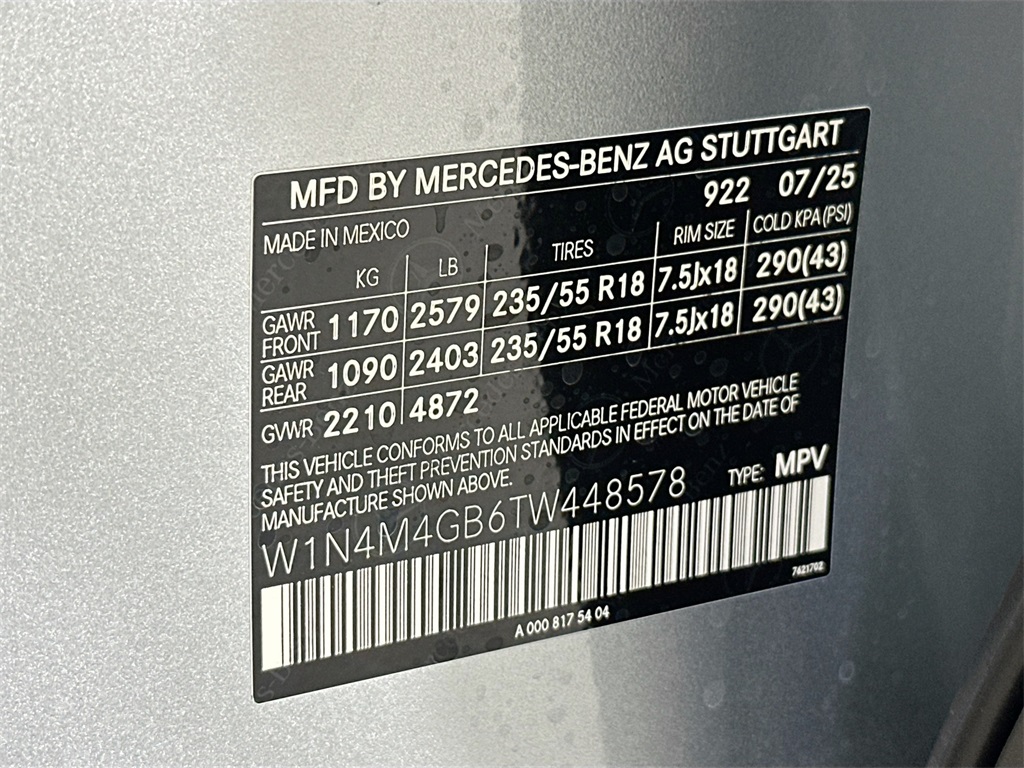 MFD BY MERCEDES-BENZ AG STUTTGART
922 07/25
MADE IN MEXICO
KG LB TIRES RIM SIZE COLD KPA(PSI)
GAWR FRONT 1170 2579 235/55 R18 7.5Jx18 290(43)
GAWR REAR 1090 2403 235/55 R18 7.5Jx18 290(43)
GVWR 2210 4872
THIS VEHICLE CONFORMS TO ALL APPLICABLE FEDERAL MOTOR VEHICLE
SAFETY AND THEFT PREVENTION STANDARDS IN EFFECT ON THE DATE OF
MANUFACTURE SHOWN ABOVE.
W1N4M4GB6TW448578 TYPE: MPV
7421702
A 000 817 54 04